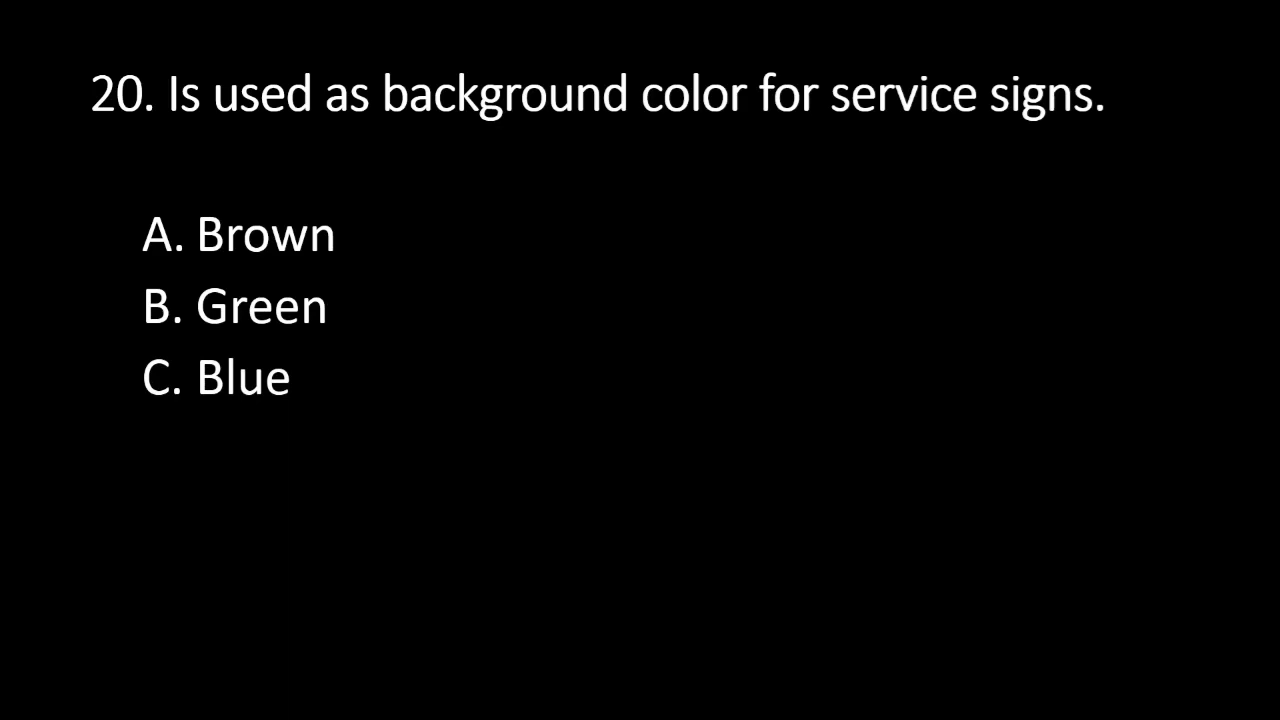 20. Is used as background color for service signs.
A. Brown
B. Green
C. Blue